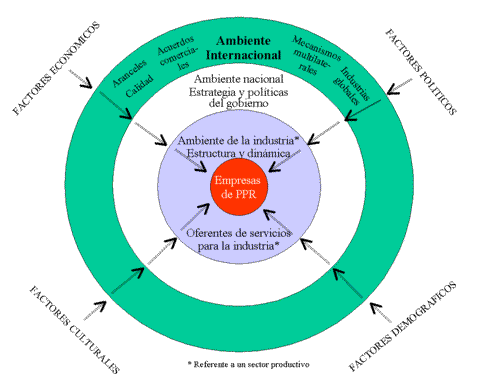 FACTORES ECONOMICOS
FACTORES POLITICOS
Aranceles
Calidad
Acuerdos
comercia-
les
Ambiente
Internacional
Mecanismos
multilate-
rales
Industrias
globales
Ambiente nacional
Estrategia y políticas
del gobierno
Ambiente de la industria*
Estructura y dinámica
Empresas
de PPR
Oferentes de servicios
para la industria*
FACTORES CULTURALES
FACTORES DEMOGRAFICOS
* Referente a un sector productivo